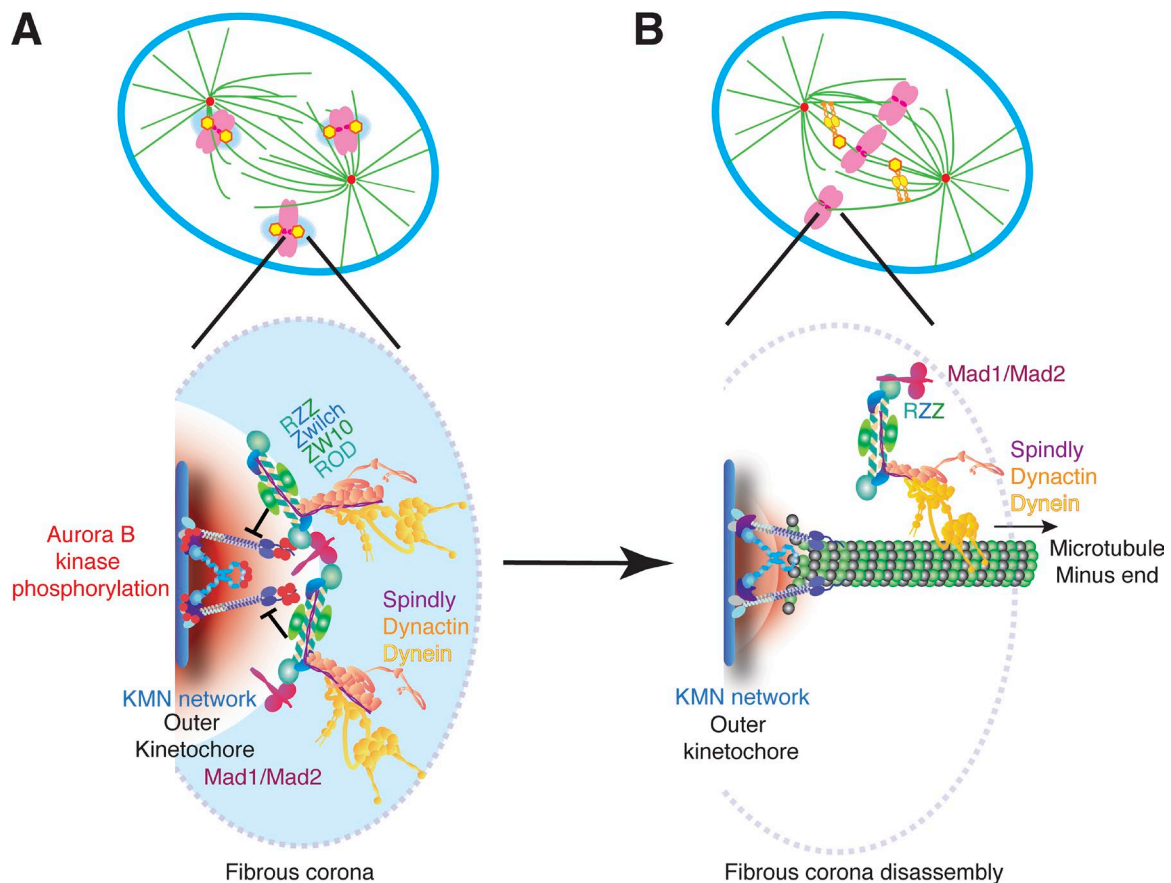 A
B
RZZ
Zwilch
ZW10
ROD
Aurora B
kinase
phosphorylation
Spindly
Dynactin
Dynein
KMN network
Outer
Kinetochore
Mad1/Mad2
Fibrous corona
Mad1/Mad2
RZZ
Spindly
Dynactin
Dynein
Microtubule
Minus end
KMN network
Outer
kinetochore
Fibrous corona disassembly